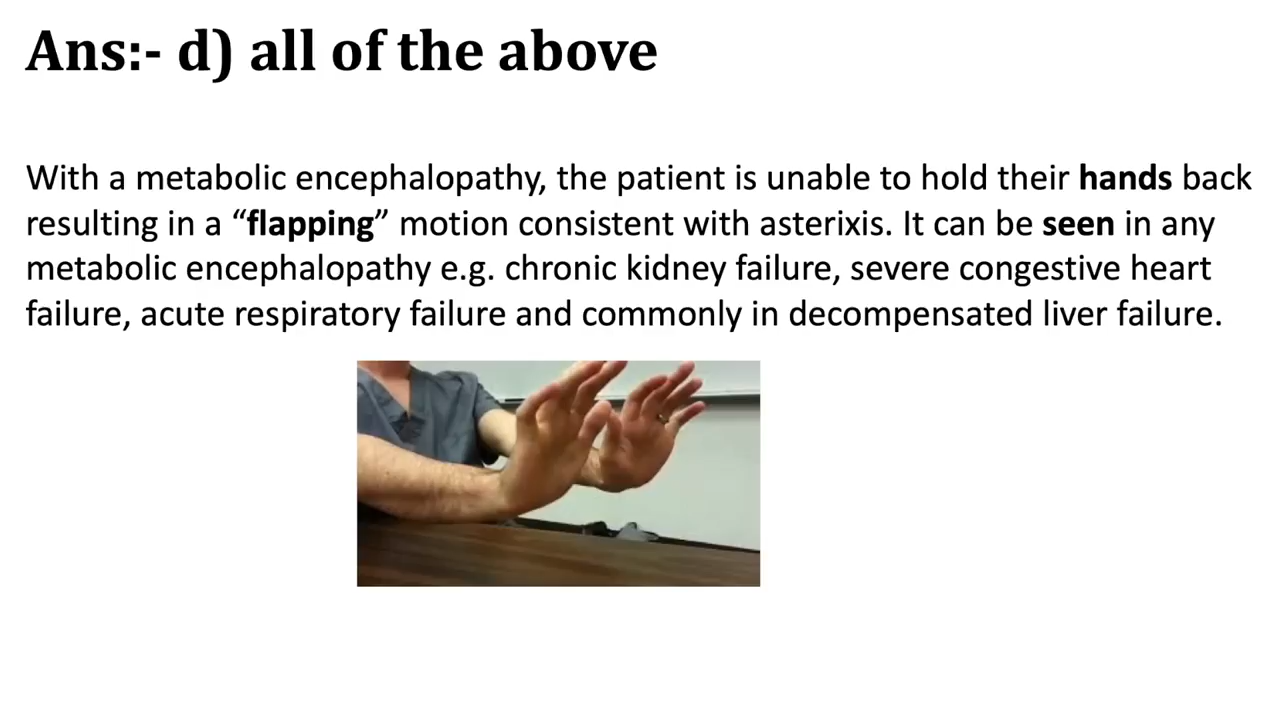 Ans:- d) all of the above
With a metabolic encephalopathy, the patient is unable to hold their hands back
resulting in a “flapping” motion consistent with asterixis. It can be seen in any
metabolic encephalopathy e.g. chronic kidney failure, severe congestive heart
failure, acute respiratory failure and commonly in decompensated liver failure.